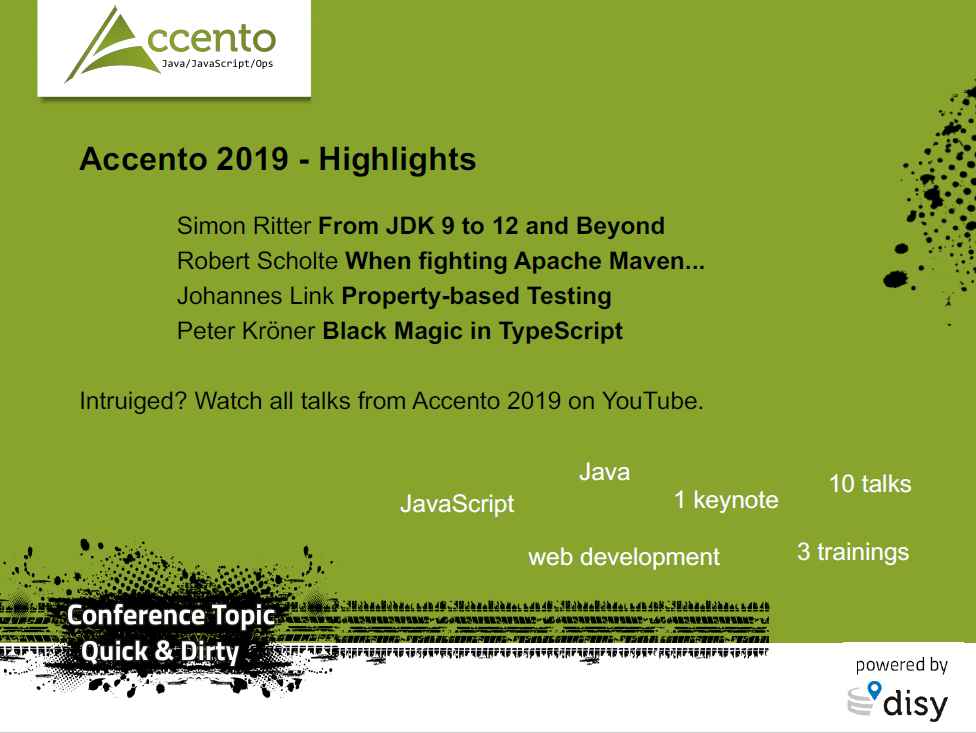 Accento
Java/JavaScript/Ops
Accento 2019 - Highlights
Simon Ritter From JDK 9 to 12 and Beyond
Robert Scholte When fighting Apache Maven...
Johannes Link Property-based Testing
Peter Kröner Black Magic in TypeScript
Intruiged? Watch all talks from Accento 2019 on YouTube.
Java
10 talks
JavaScript
1 keynote
web development
3 trainings
Conference Topic
Quick & Dirty
powered by
disy